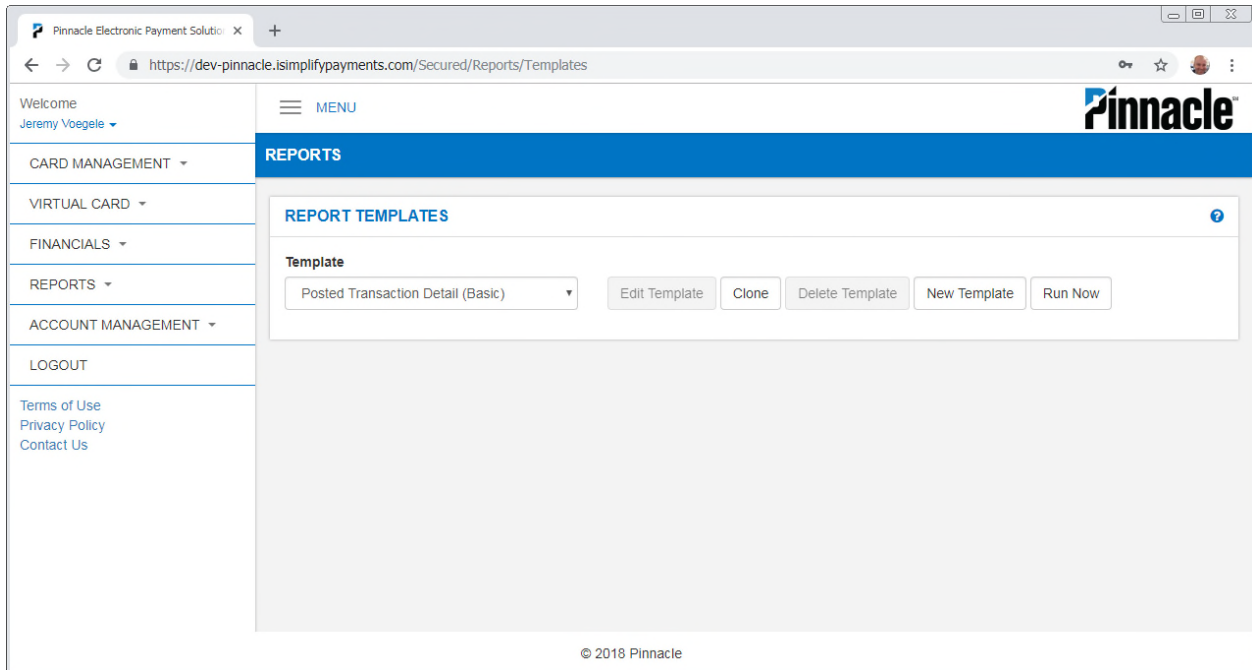 Pinnacle Electronic Payment Solutio
https://dev-pinnacle.isimplifypayments.com/Secured/Reports/Templates
Welcome
Jeremy Voegele
CARD MANAGEMENT
VIRTUAL CARD
FINANCIALS
REPORTS
ACCOUNT MANAGEMENT
LOGOUT
Terms of Use
Privacy Policy
Contact Us
MENU
Pinnacle
REPORTS
REPORT TEMPLATES
Template
Posted Transaction Detail (Basic) Edit Template Clone Delete Template New Template Run Now
© 2018 Pinnacle